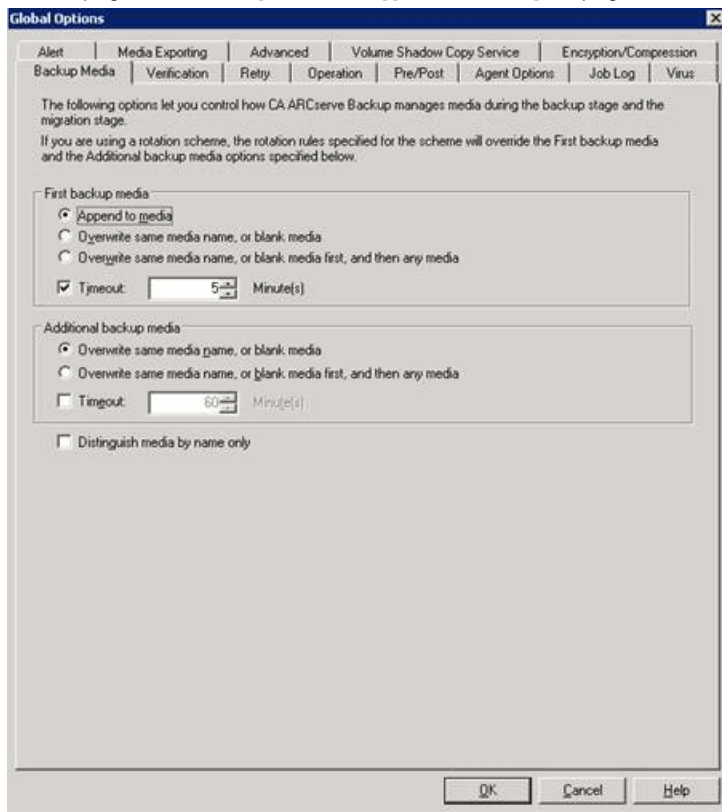 Global Options
Alert
Media Exporting
Advanced
Volume Shadow Copy Service
Encryption/Compression
Backup Media
Verification
Retry
Operation
Pre/Post
Agent Options
Job Log
Virus
The following options let you control how CA ARCserve Backup manages media during the backup stage and the
migration stage.
If you are using a rotation scheme, the rotation rules specified for the scheme will override the First backup media
and the Additional backup media options specified below.
First backup media
Append to media
Overwrite same media name, or blank media
Overwrite same media name, or blank media first, and then any media
Timeout: 5 Minute(s)
Additional backup media
Overwrite same media name, or blank media
Overwrite same media name, or blank media first, and then any media
Timeout: 60 Minute(s)
Distinguish media by name only
OK
Cancel
Help